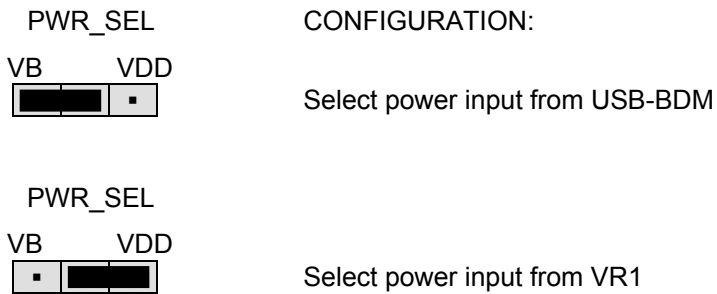 PWR_SEL CONFIGURATION:
VB VDD
Select power input from USB-BDM
PWR_SEL
VB VDD
Select power input from VR1